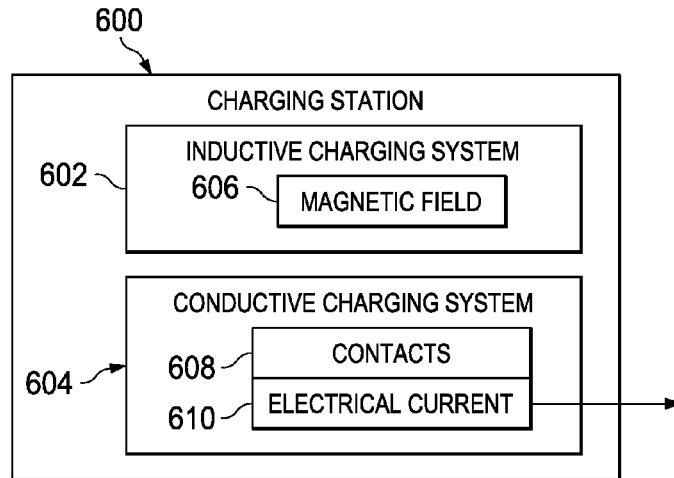 600
CHARGING STATION
INDUCTIVE CHARGING SYSTEM
602
606
MAGNETIC FIELD
CONDUCTIVE CHARGING SYSTEM
608
CONTACTS
604
610
ELECTRICAL CURRENT